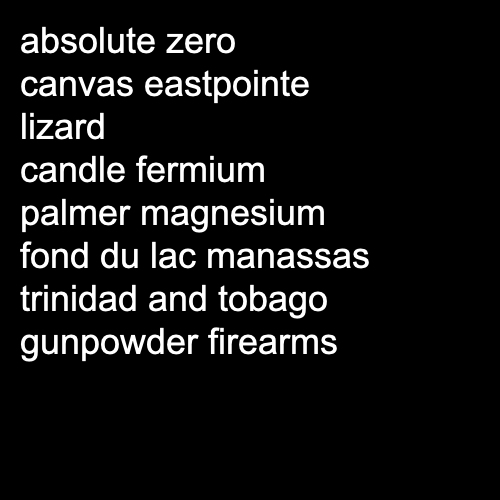 absolute zero
canvas eastpointe
lizard
candle fermium
palmer magnesium
fond du lac manassas
trinidad and tobago
gunpowder firearms